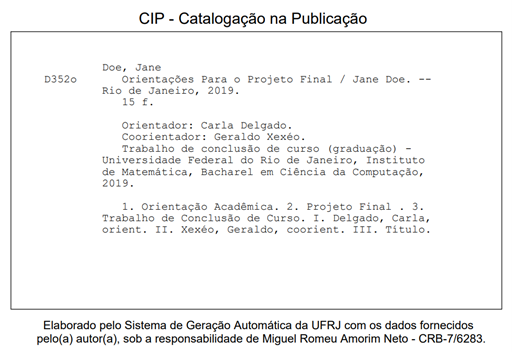 CIP - Catalogação na Publicação
Doe, Jane
D352o Orientações Para o Projeto Final / Jane Doe. --
Rio de Janeiro, 2019.
15 f.
Orientador: Carla Delgado.
Coorientador: Geraldo Xexéo.
Trabalho de conclusão de curso (graduação) -
Universidade Federal do Rio de Janeiro, Instituto
de Matemática, Bacharel em Ciência da Computação,
2019.
1. Orientação Acadêmica. 2. Projeto Final . 3.
Trabalho de Conclusão de Curso. I. Delgado, Carla,
orient. II. Xexéo, Geraldo, coorient. III. Título.
Elaborado pelo Sistema de Geração Automática da UFRJ com os dados fornecidos
pelo(a) autor(a), sob a responsabilidade de Miguel Romeu Amorim Neto - CRB-7/6283.